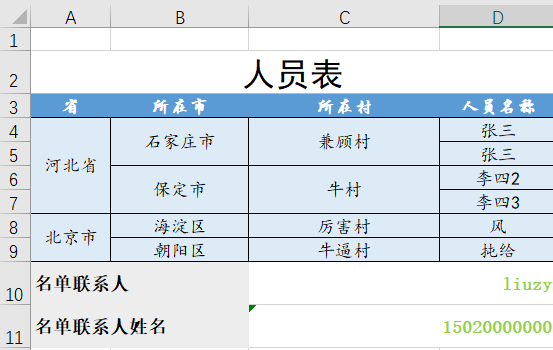 A B C D
1
2 人员表
3 省 所在市 所在村 人员名称
4 河北省 石家庄市 兼顾村 张三
5 张三
6 保定市 牛村 李四2
7 李四3
8 北京市 海淀区 厉害村 风
9 朝阳区 牛逼村 扽给
10 名单联系人 liuzy
11 名单联系人姓名 15020000000